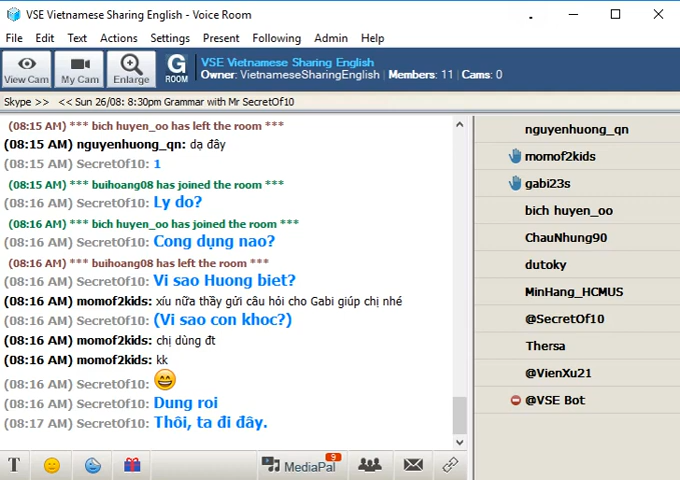 VSE Vietnamese Sharing English - Voice Room
File Edit Text Actions Settings Present Following Admin Help
View Cam
My Cam
Enlarge
G
ROOM
VSE Vietnamese Sharing English
Owner: VietnameseSharingEnglish | Members: 11 | Cams: 0
Skype >> << Sun 26/08: 8:30pm Grammar with Mr SecretOf10
(08:15 AM) *** bich huyen_oo has left the room ***
(08:15 AM) nguyenhuong_qn: dạ đây
(08:15 AM) SecretOf10: 1
(08:15 AM) *** buihoang08 has joined the room ***
(08:16 AM) SecretOf10: Ly do?
(08:16 AM) *** bich huyen_oo has joined the room ***
(08:16 AM) SecretOf10: Cong dụng nao?
(08:16 AM) *** buihoang08 has left the room ***
(08:16 AM) SecretOf10: Vi sao Huong biet?
(08:16 AM) momof2kids: xíu nữa thầy gửi câu hỏi cho Gabi giúp chị nhé
(08:16 AM) SecretOf10: (Vi sao con khoc?)
(08:16 AM) momof2kids: chị dùng đt
(08:16 AM) momof2kids: kk
(08:16 AM) SecretOf10:
(08:16 AM) SecretOf10: Dung roi
(08:17 AM) SecretOf10: Thôi, ta đi đây.
nguyenhuong_qn
momof2kids
gabi23s
bich huyen_oo
ChauNhung90
dutoky
MinHang_HCMUS
@SecretOf10
Thersa
@VienXu21
@VSE Bot
T
MediaPal
9